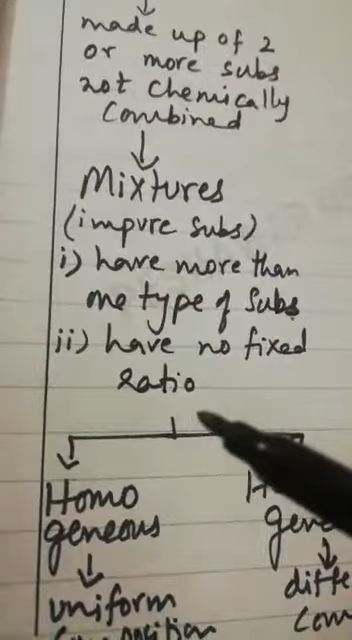 made up of 2
or more subs
not chemically
combined
Mixtures
(impure subs)
i) have more than
one type of subs
ii) have no fixed
ratio
Homo
geneous
uniform